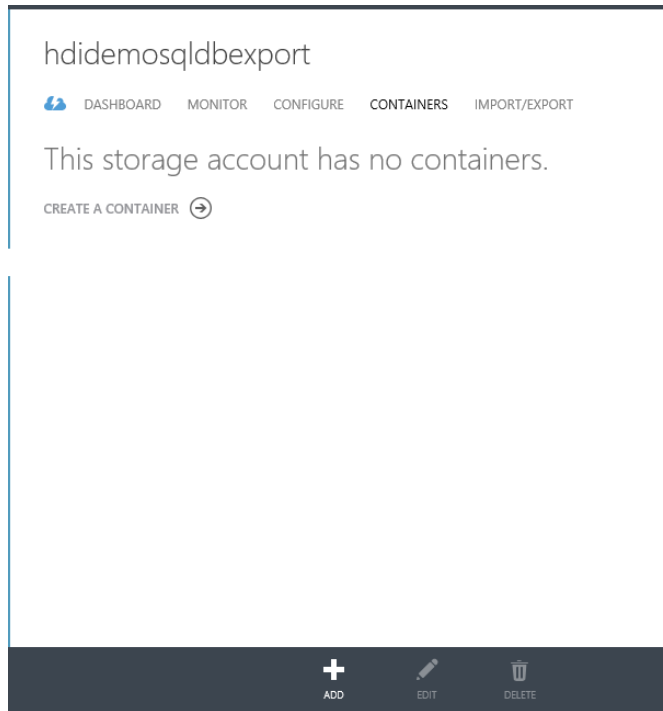 hdidemosqldbexport
DASHBOARD MONITOR CONFIGURE CONTAINERS IMPORT/EXPORT
This storage account has no containers.
CREATE A CONTAINER
ADD EDIT DELETE